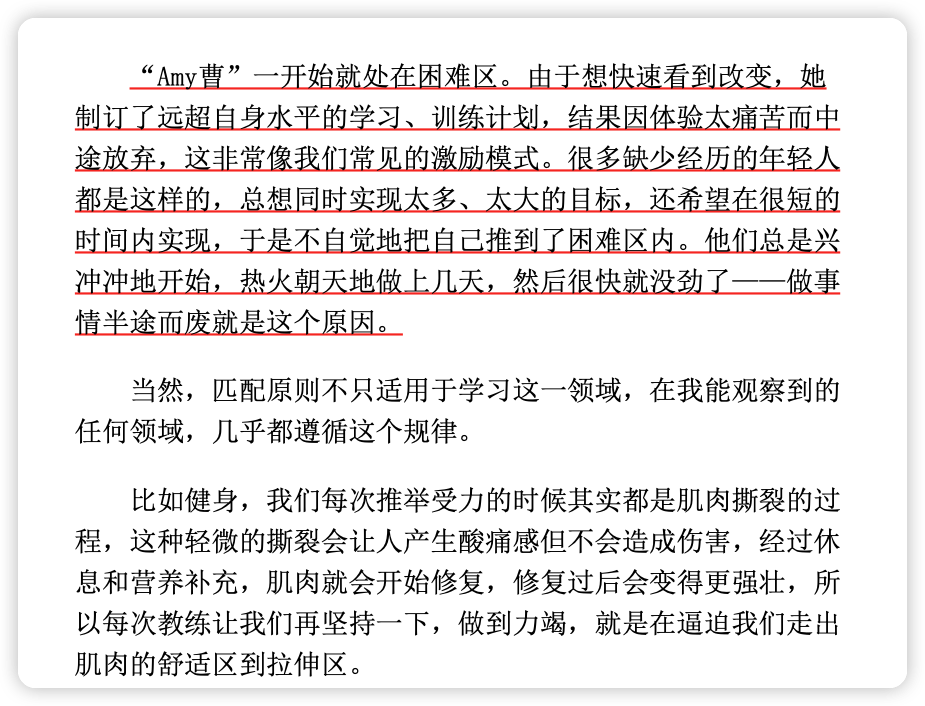 “Amy曹”一开始就处在困难区。由于想快速看到改变，她
制订了远超自身水平的学习、训练计划，结果因体验太痛苦而中
途放弃，这非常像我们常见的激励模式。很多缺少经历的年轻人
都是这样的，总想同时实现太多、太大的目标，还希望在很短的
时间内实现，于是不自觉地把自己推到了困难区内。他们总是兴
冲冲地开始，热火朝天地做上几天，然后很快就没劲了——做事
情半途而废就是这个原因。
当然，匹配原则不只适用于学习这一领域，在我能观察到的
任何领域，几乎都遵循这个规律。
比如健身，我们每次推举受力的时候其实都是肌肉撕裂的过
程，这种轻微的撕裂会让人产生酸痛感但不会造成伤害，经过休
息和营养补充，肌肉就会开始修复，修复过后会变得更强壮，所
以每次教练让我们再坚持一下，做到力竭，就是在逼迫我们走出
肌肉的舒适区到拉伸区。